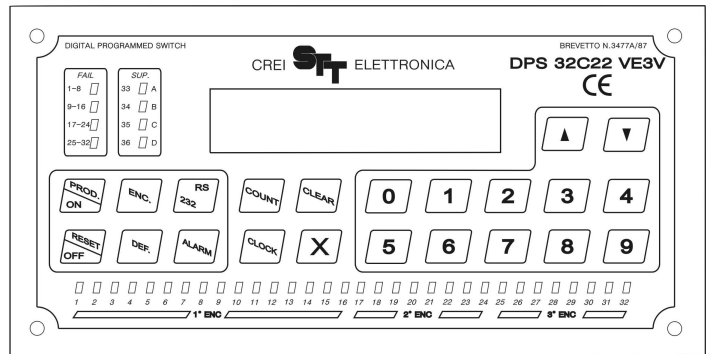 DIGITAL PROGRAMMED SWITCH
BREVETTO N.3477A/87
CREI SFT ELETTRONICA
DPS 32C22 VE3V
CE
FAIL
1-8
9-16
17-24
25-32
SUP.
33 A
34 B
35 C
36 D
▲ ▼
PROD. ON
ENC.
RS 232
COUNT
CLEAR
0 1 2 3 4
RESET OFF
DEF.
ALARM
CLOCK
X
5 6 7 8 9
1 2 3 4 5 6 7 8 9 10 11 12 13 14 15 16 17 18 19 20 21 22 23 24 25 26 27 28 29 30 31 32
1° ENC 2° ENC 3° ENC